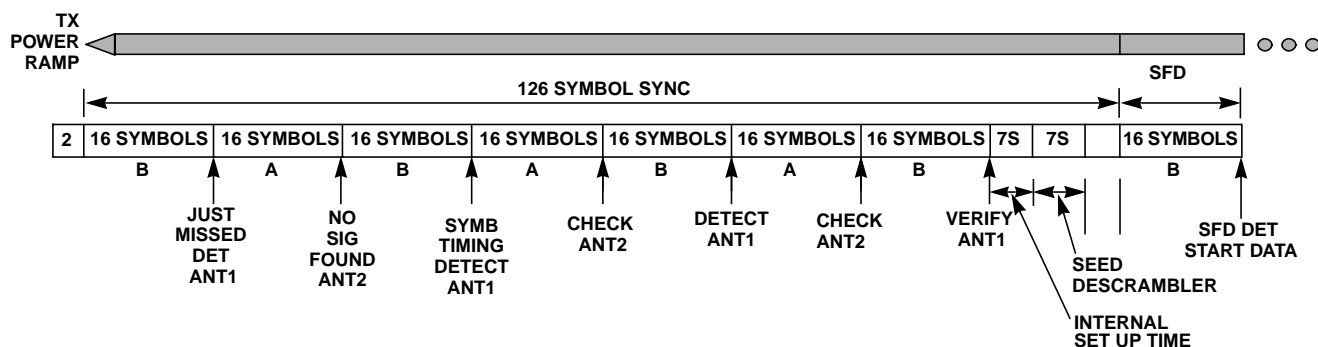 TX
POWER
RAMP
SFD
126 SYMBOL SYNC
2 16 SYMBOLS 16 SYMBOLS 16 SYMBOLS 16 SYMBOLS 16 SYMBOLS 16 SYMBOLS 16 SYMBOLS 7S 7S 16 SYMBOLS
B A B A B A B B
JUST
MISSED
DET
ANT1
NO
SIG
FOUND
ANT2
SYMB
TIMING
DETECT
ANT1
CHECK
ANT2
DETECT
ANT1
CHECK
ANT2
VERIFY
ANT1
SFD DET
START DATA
SEED
DESCRAMBLER
INTERNAL
SET UP TIME